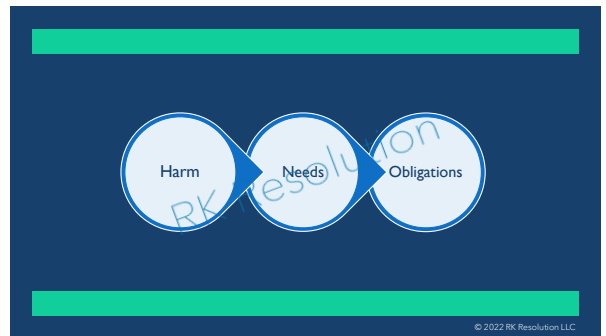 Harm
Needs
Obligations
RK Resolution
© 2022 RK Resolution LLC